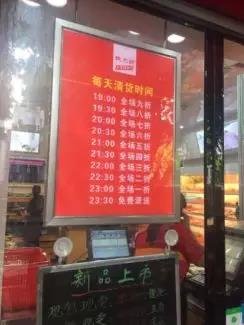 每天清货时间
19:00 全场九折
19:30 全场八折
20:00 全场七折
20:30 全场六折
21:00 全场五折
21:30 全场四折
22:00 全场三折
22:30 全场二折
23:00 全场一折
23:30 免费派送
新品上市